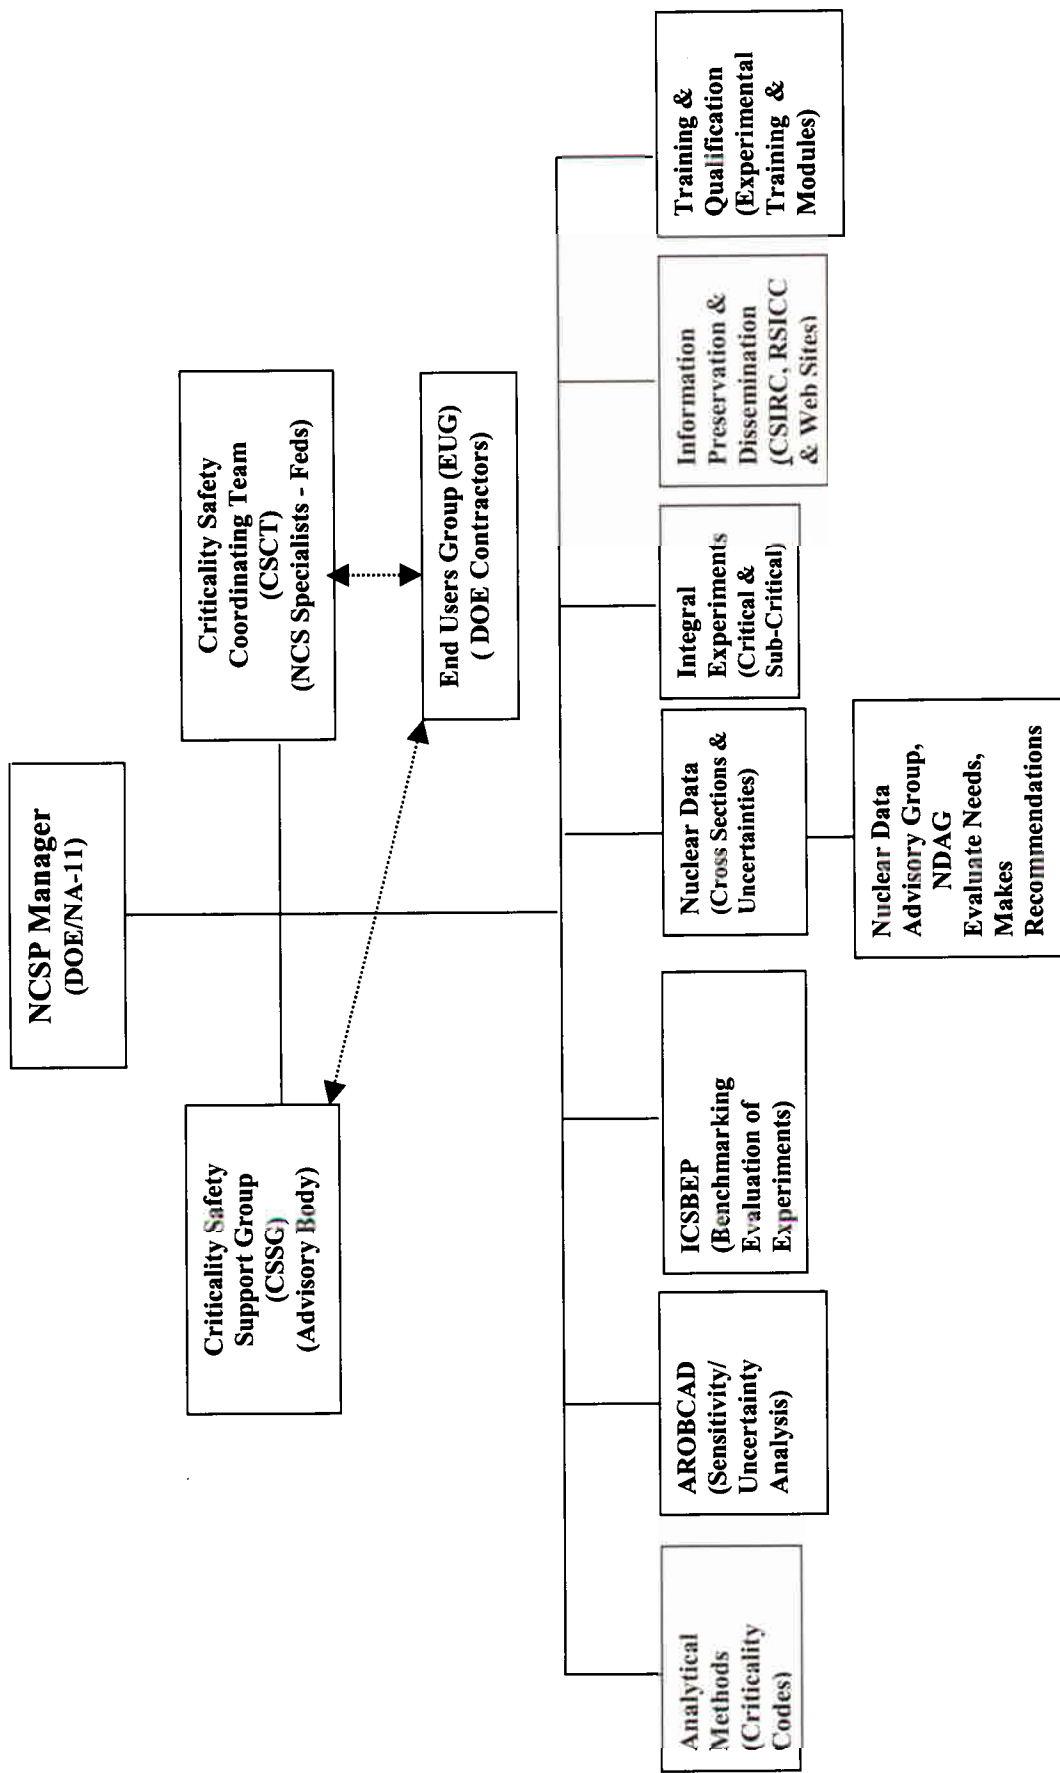 NCSP Manager
(DOE/NA-11)
Criticality Safety
Support Group
(CSSG)
(Advisory Body)
Criticality Safety
Coordinating Team
(CSCT)
(NCS Specialists - Feds)
End Users Group (EUG)
( DOE Contractors)
Analytical
Methods
(Criticality
Codes)
AROBCAD
(Sensitivity/
Uncertainty
Analysis)
ICSBEP
(Benchmarking
Evaluation of
Experiments)
Nuclear Data
(Cross Sections &
Uncertainties)
Integral
Experiments
(Critical &
Sub-Critical)
Information
Preservation &
Dissemination
(CSIRC, RSICC
& Web Sites)
Training &
Qualification
(Experimental
Training &
Modules)
Nuclear Data
Advisory Group,
NDAG
Evaluate Needs,
Makes
Recommendations